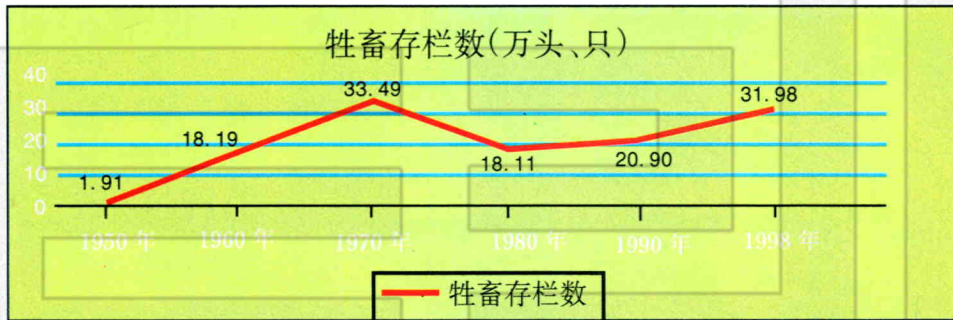 牲畜存栏数(万头、只)
40
30
20
10
0
1.91
18.19
33.49
18.11
20.90
31.98
1950年
1960年
1970年
1980年
1990年
1998年
牲畜存栏数